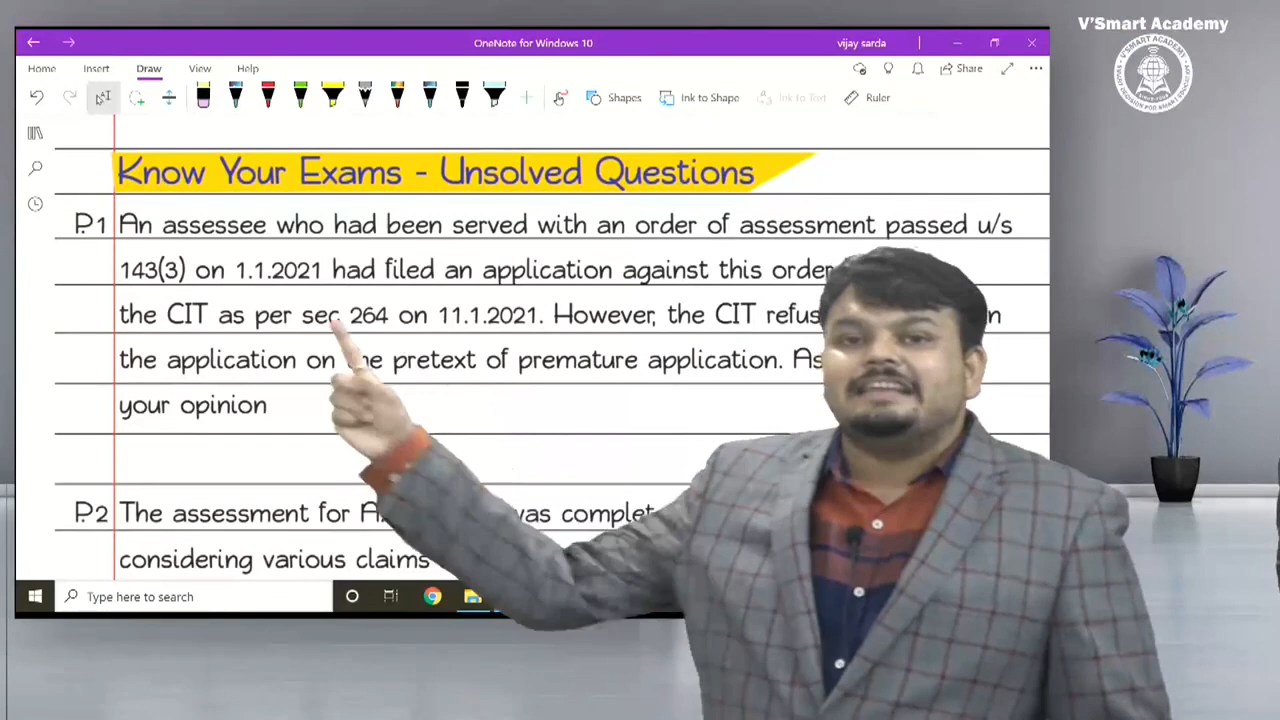 V'Smart Academy
OneNote for Windows 10
vijay sarda
Home Insert Draw View Help
Share
Shapes Ink to Shape Ink to Text Ruler
Know Your Exams - Unsolved Questions
P.1 An assessee who had been served with an order of assessment passed u/s
143(3) on 1.1.2021 had filed an application against this order
the CIT as per sec 264 on 11.1.2021. However, the CIT
the application on pretext of premature application.
your opinion
P.2 The assessment for was
considering various claims
Type here to search